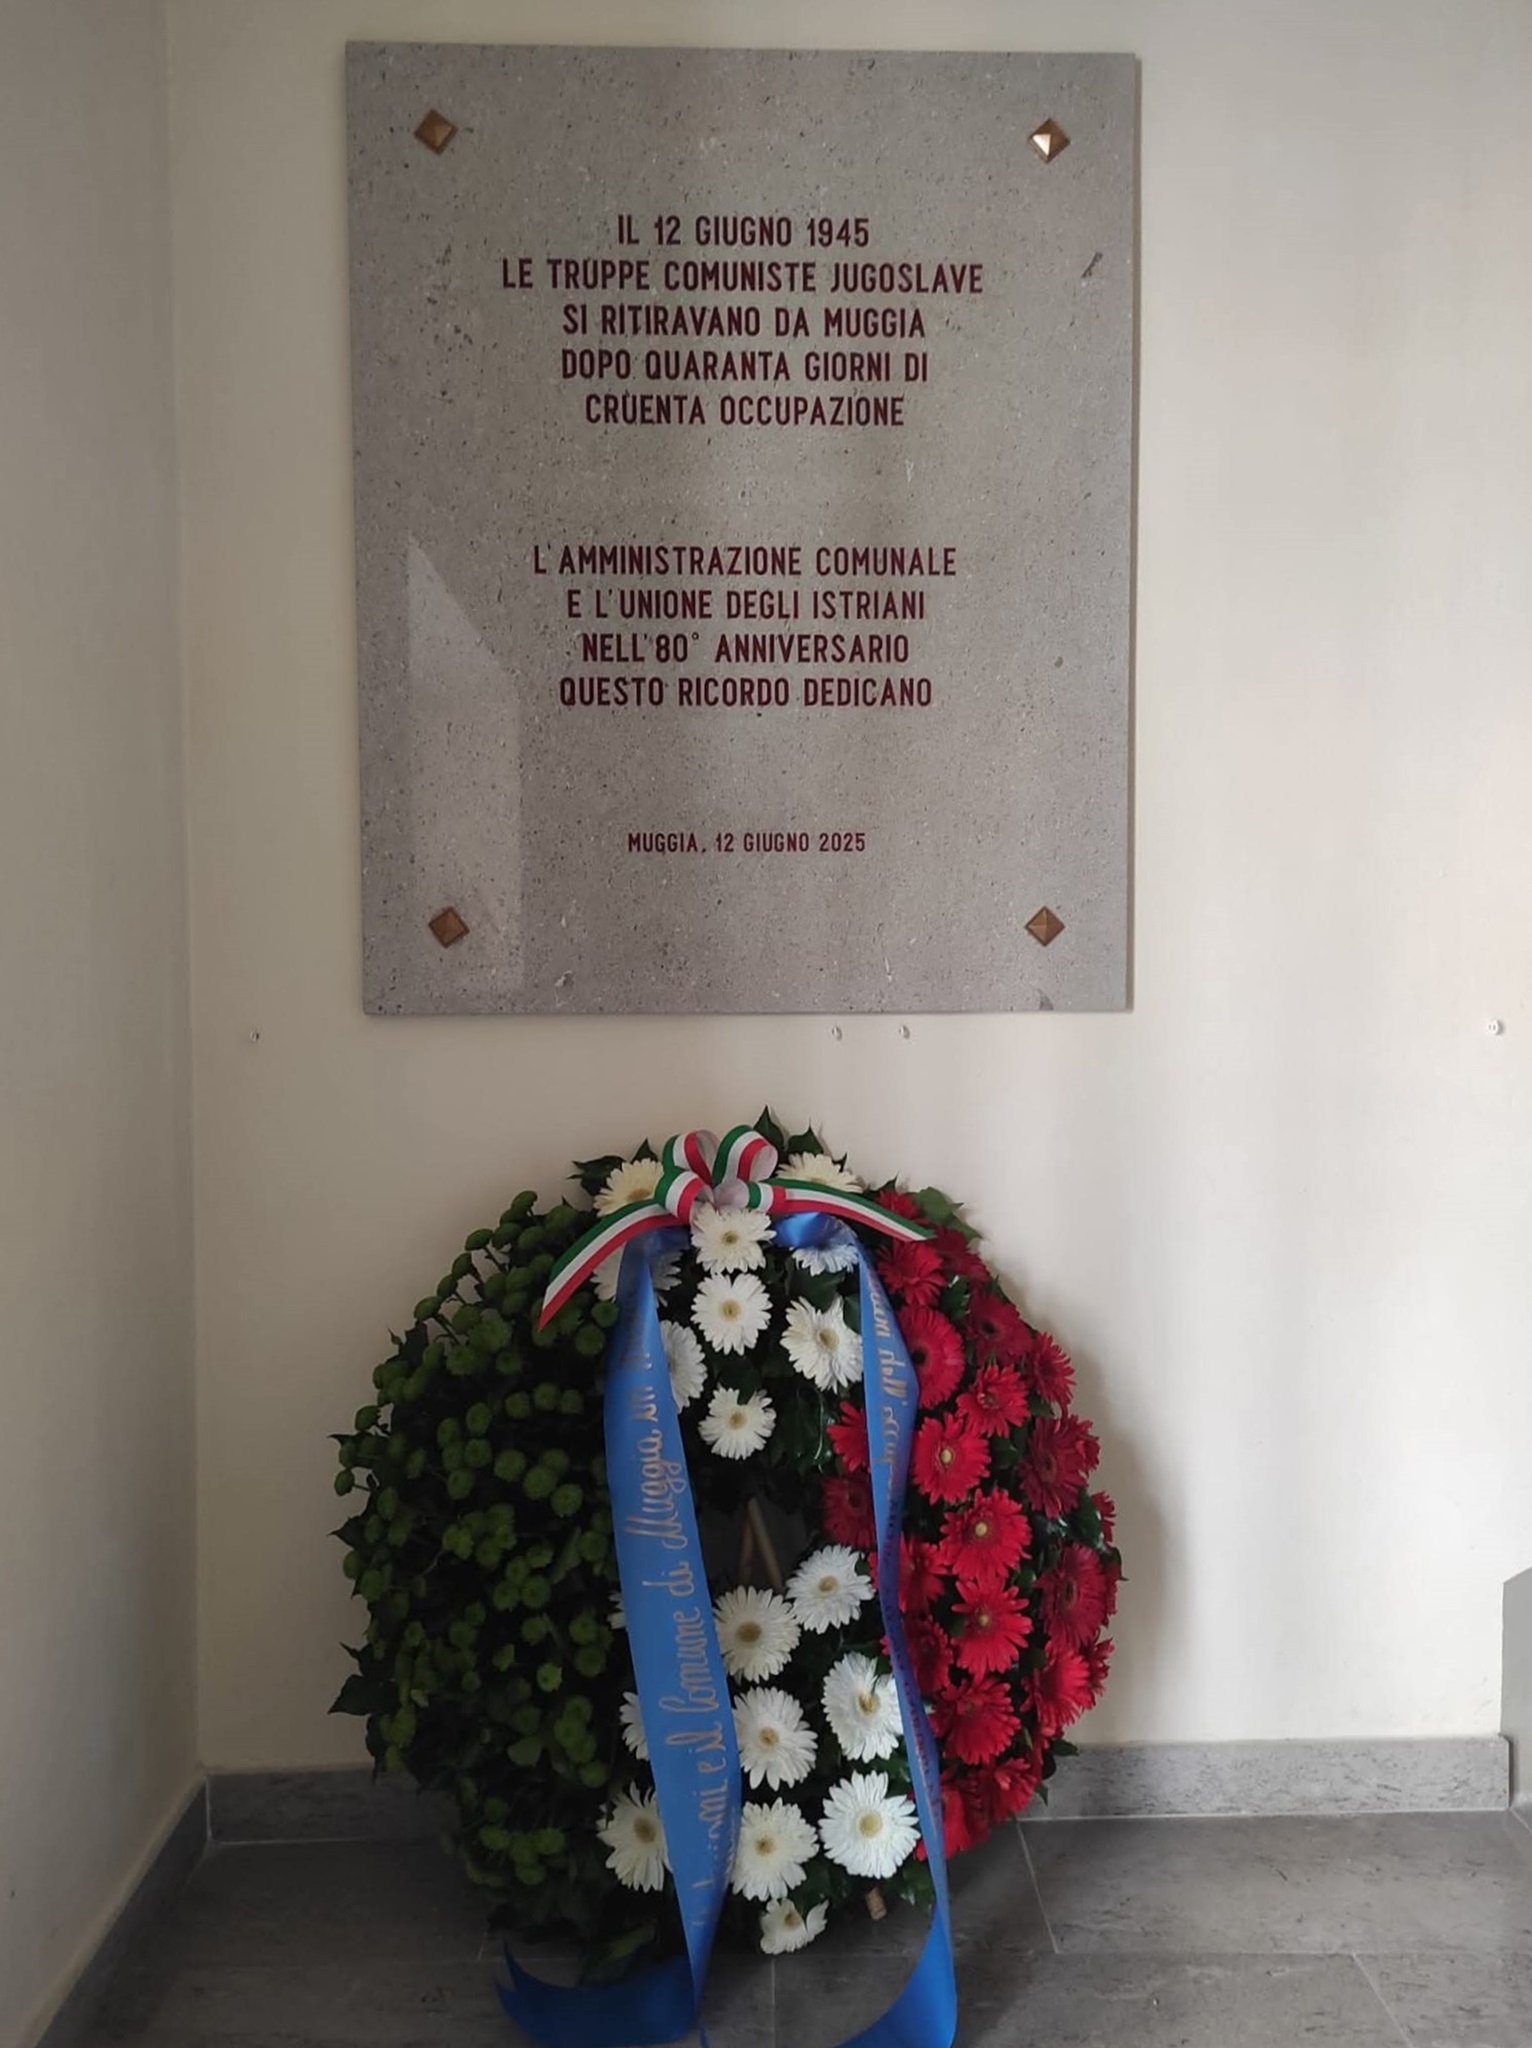 IL 12 GIUGNO 1945
LE TRUPPE COMUNISTE JUGOSLAVE
SI RITIRAVANO DA MUGGIA
DOPO QUARANTA GIORNI DI
CRUENTA OCCUPAZIONE
L'AMMINISTRAZIONE COMUNALE
E L'UNIONE DEGLI ISTRIANI
NELL'80° ANNIVERSARIO
QUESTO RICORDO DEDICANO
MUGGIA, 12 GIUGNO 2025
e il Comune di Muggia in